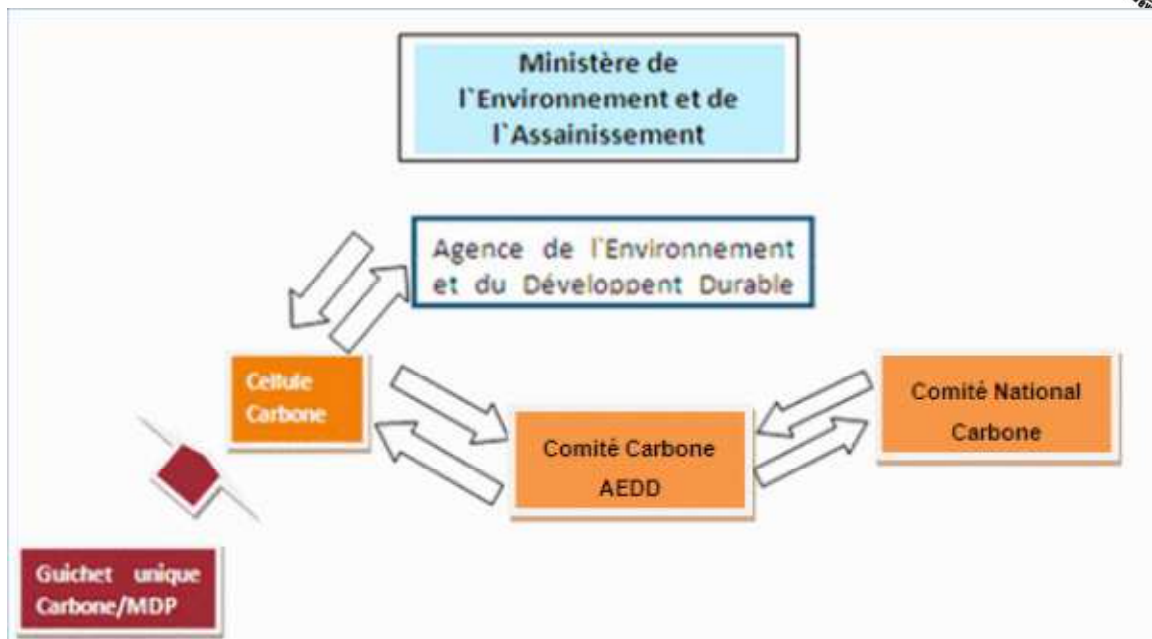 Ministère de
l`Environnement et de
l`Assainissement
Agence de l`Environnement
et du Développent Durable
Cellule
Carbone
Comité National
Carbone
Comité Carbone
AEDD
Guichet unique
Carbone/MDP